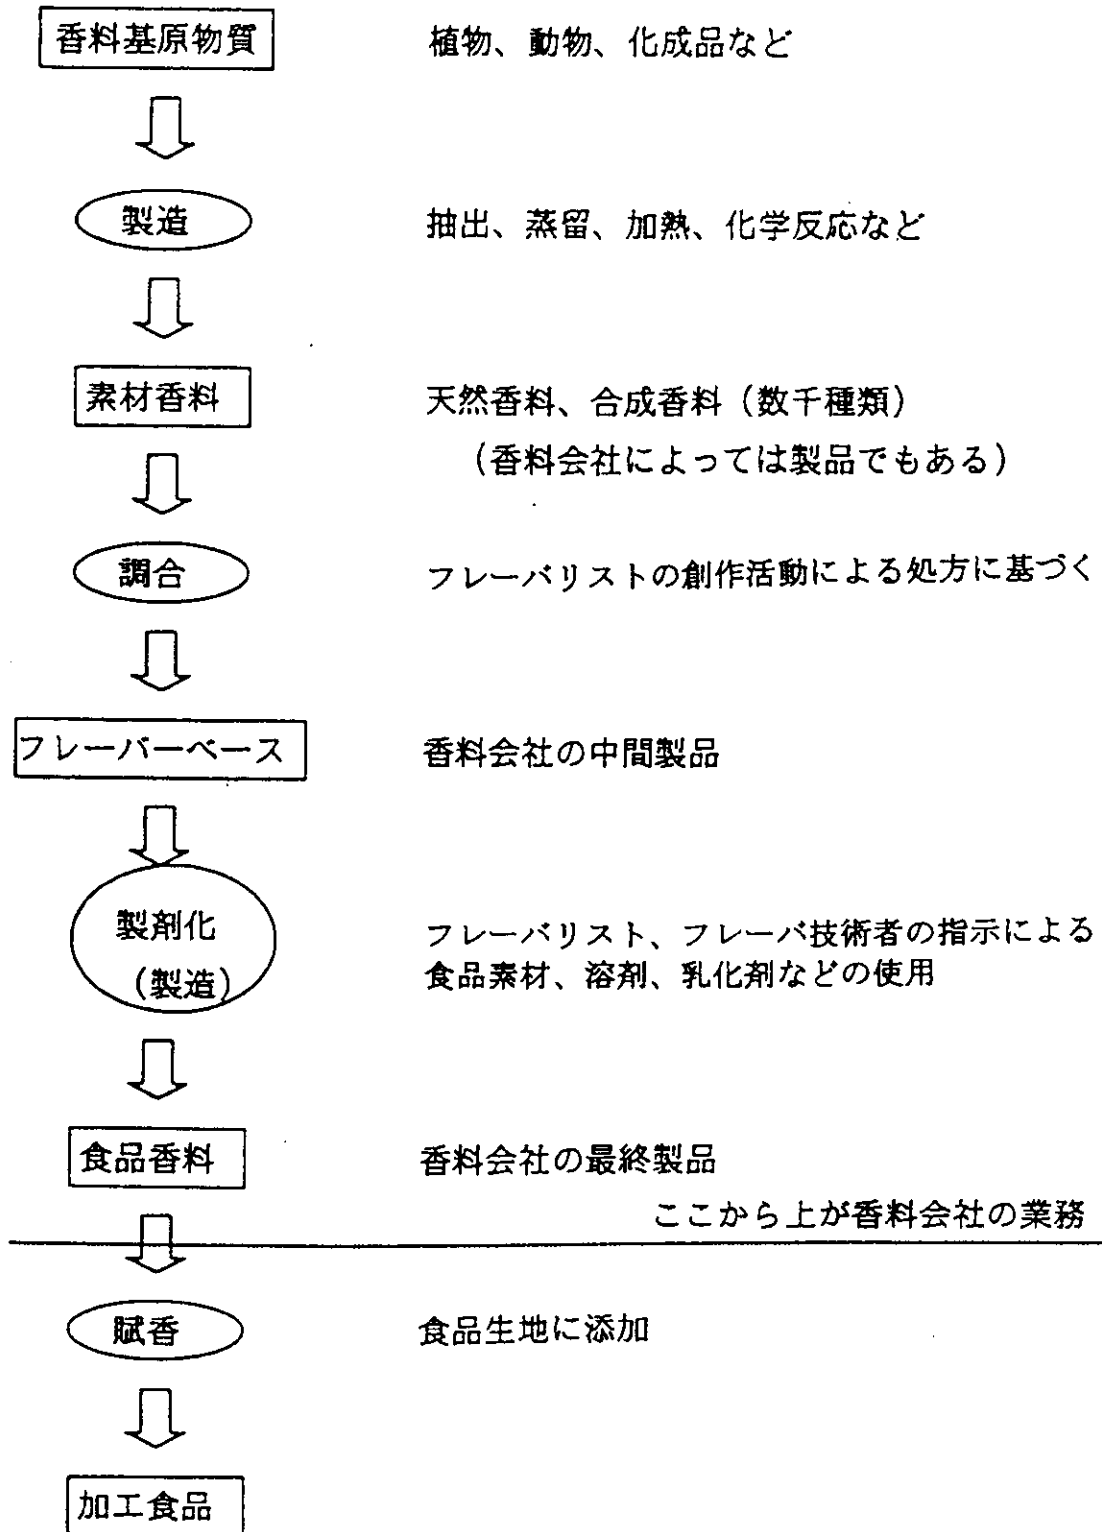 香料基原物質 植物、動物、化成品など
製造 抽出、蒸留、加熱、化学反応など
素材香料 天然香料、合成香料（数千種類）
（香料会社によっては製品でもある）
調合 フレーバリストの創作活動による処方に基づく
フレーバーベース 香料会社の中間製品
製剤化 フレーバリスト、フレーバ技術者の指示による
（製造） 食品素材、溶剤、乳化剤などの使用
食品香料 香料会社の最終製品
ここから上が香料会社の業務
賦香 食品生地に添加
加工食品